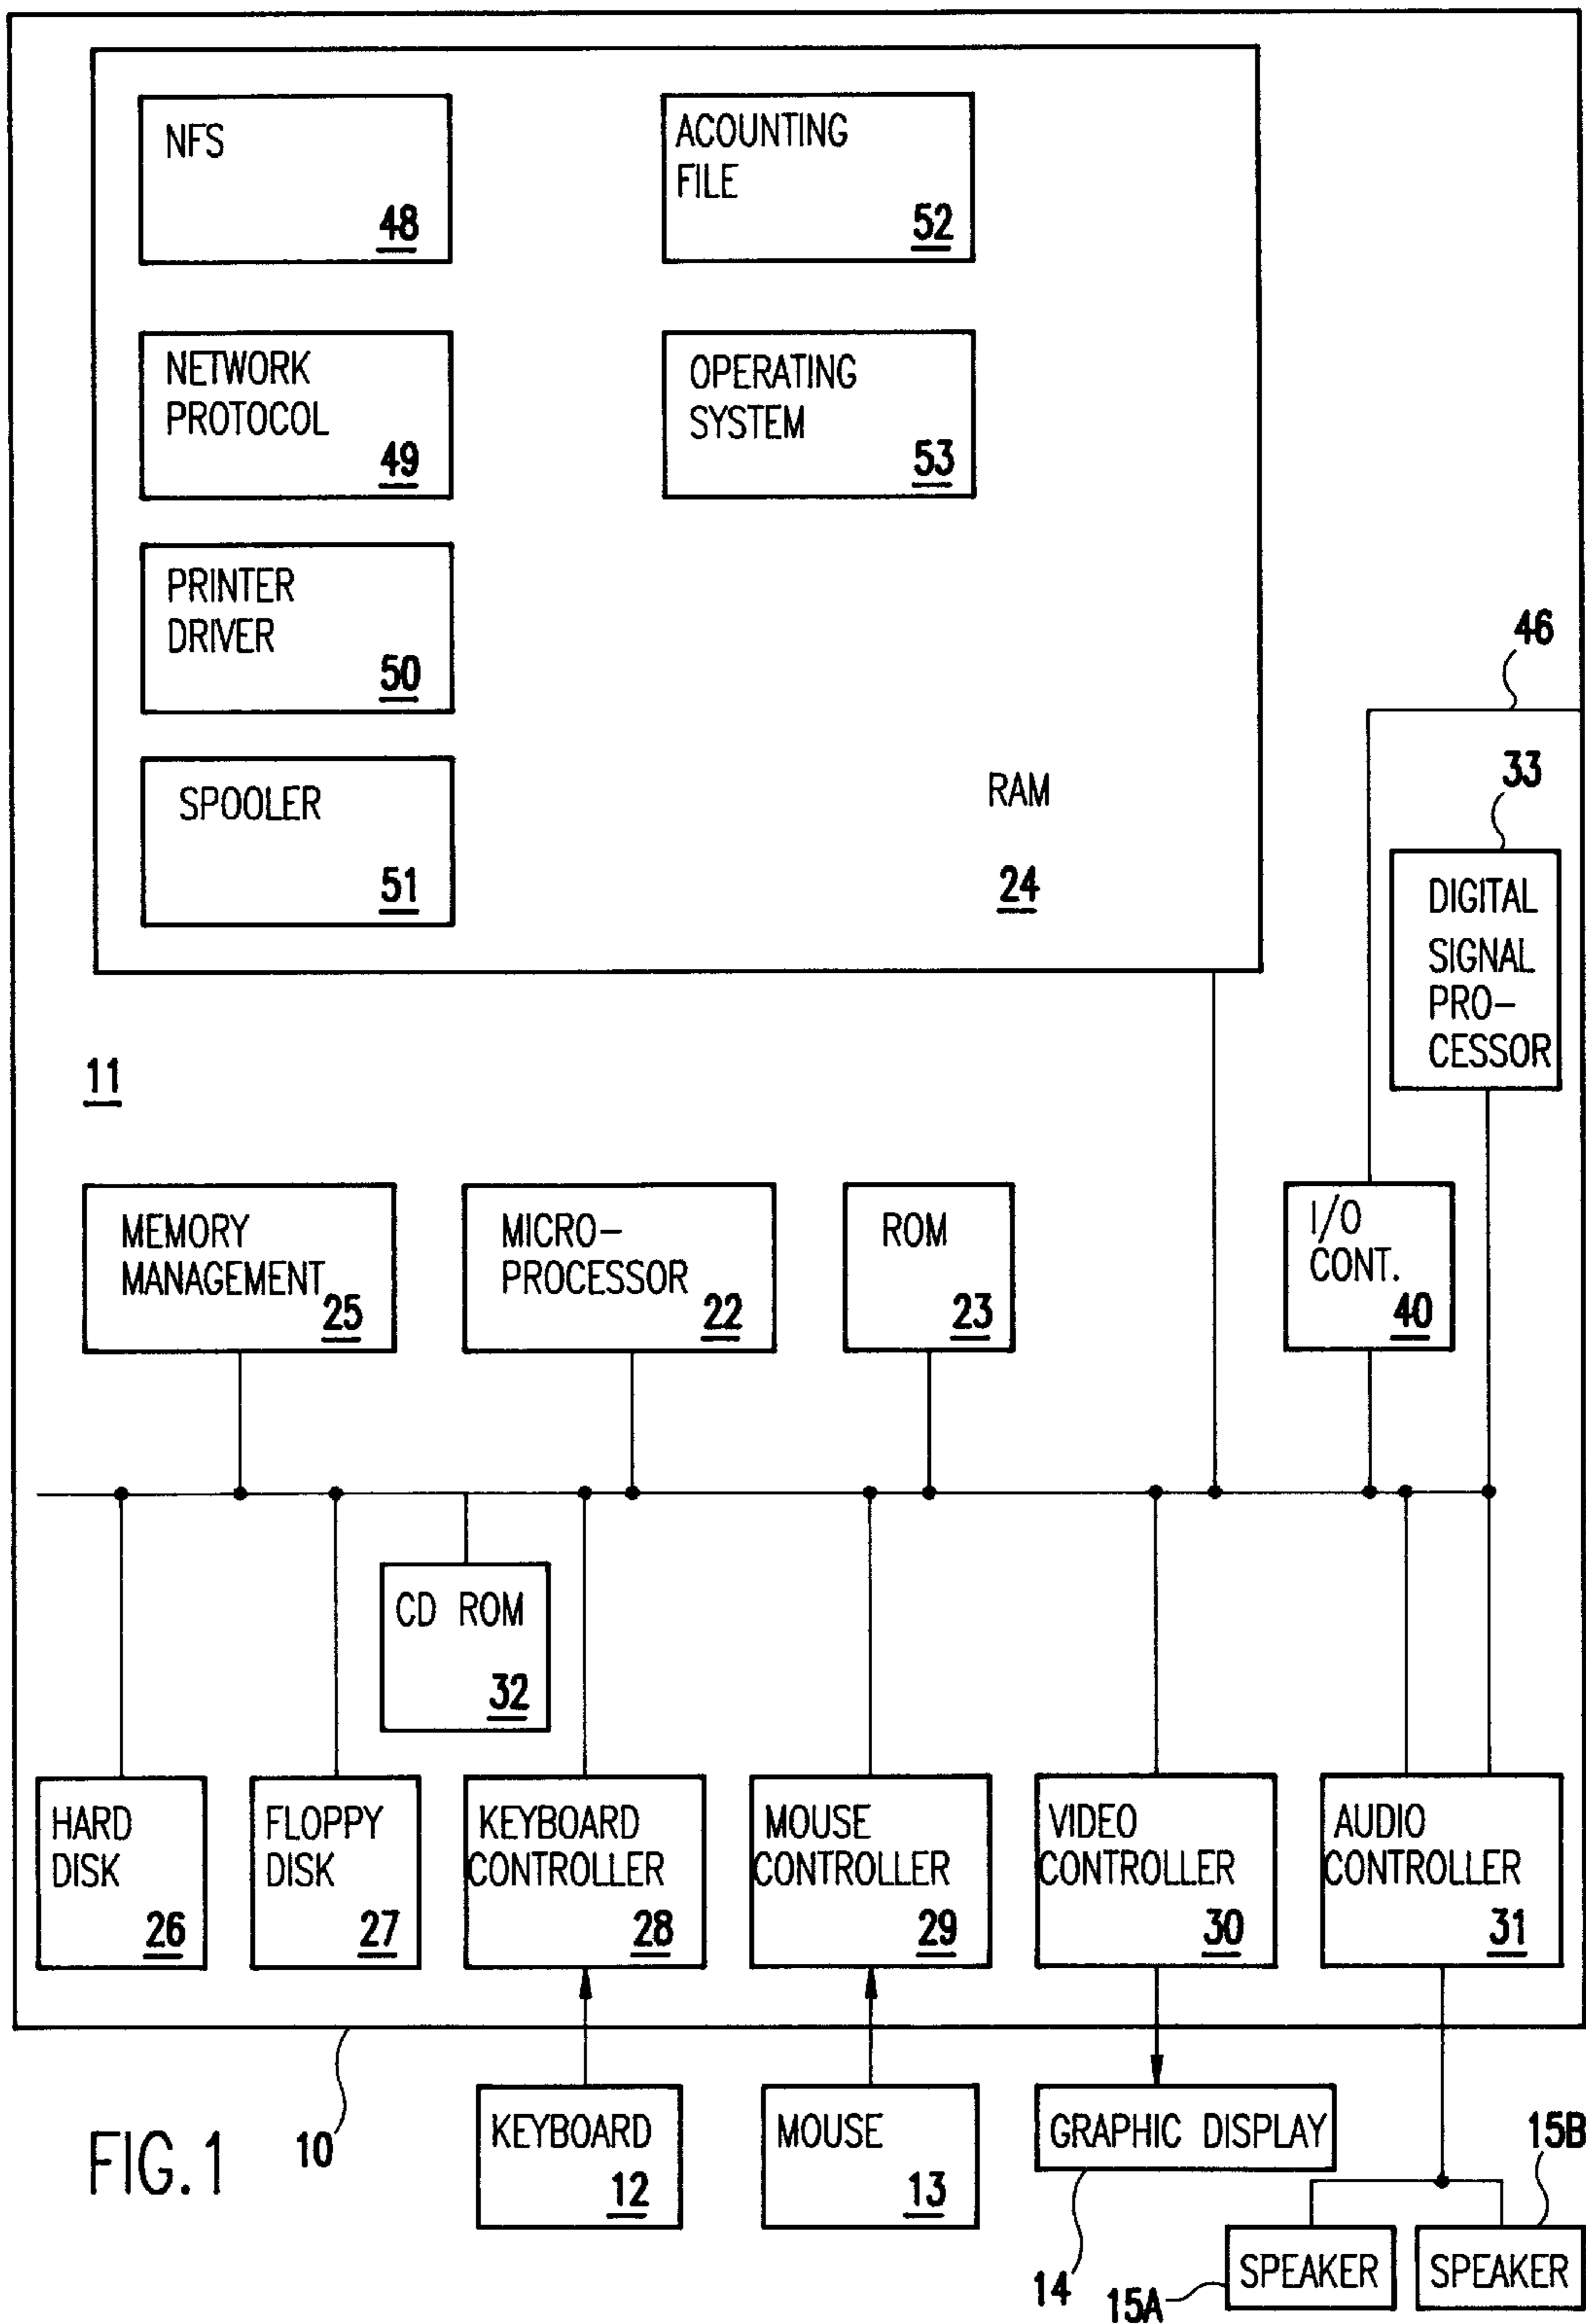 NFS
48
ACOUNTING
FILE
52
NETWORK
PROTOCOL
49
OPERATING
SYSTEM
53
PRINTER
DRIVER
50
46
SPOOLER
51
RAM
24
33
DIGITAL
SIGNAL
PRO-
CESSOR
11
MEMORY
MANAGEMENT
25
MICRO-
PROCESSOR
22
ROM
23
I/O
CONT.
40
CD ROM
32
HARD
DISK
26
FLOPPY
DISK
27
KEYBOARD
CONTROLLER
28
MOUSE
CONTROLLER
29
VIDEO
CONTROLLER
30
AUDIO
CONTROLLER
31
FIG.1
10
KEYBOARD
12
MOUSE
13
GRAPHIC DISPLAY
14
15B
15A
SPEAKER
SPEAKER